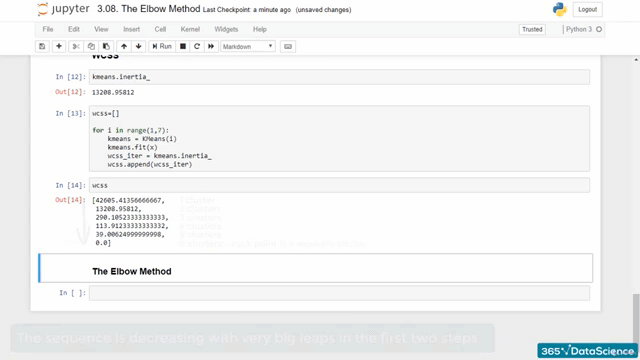 jupyter 3.08. The Elbow Method Last Checkpoint: a minute ago (unsaved changes)
Logout
File Edit View Insert Cell Kernel Widgets Help
Trusted
Python 3
Run
Markdown
WCSS
In [12]: kmeans.inertia_
Out[12]: 13208.95812
In [13]: wcss=[]
for i in range(1,7):
kmeans = KMeans(i)
kmeans.fit(x)
wcss_iter = kmeans.inertia_
wcss.append(wcss_iter)
In [14]: wcss
Out[14]: [42605.41356666667,
13208.95812,
290.10523333333333,
113.91233333333332,
39.00624999999998,
0.0]
The Elbow Method
In [ ]:
The sequence is decreasing with very big leaps in the first two steps
365 DataScience